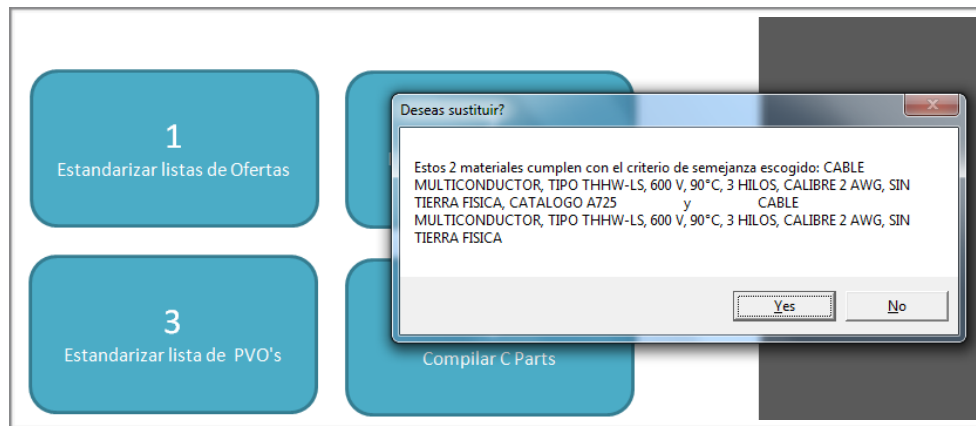 1
Estandarizar listas de Ofertas
3
Estandarizar lista de PVO's
Compilar C Parts
Deseas sustituir?
Estos 2 materiales cumplen con el criterio de semejanza escogido: CABLE
MULTICONDUCTOR, TIPO THHW-LS, 600 V, 90°C, 3 HILOS, CALIBRE 2 AWG, SIN
TIERRA FISICA, CATALOGO A725 y CABLE
MULTICONDUCTOR, TIPO THHW-LS, 600 V, 90°C, 3 HILOS, CALIBRE 2 AWG, SIN
TIERRA FISICA
Yes
No